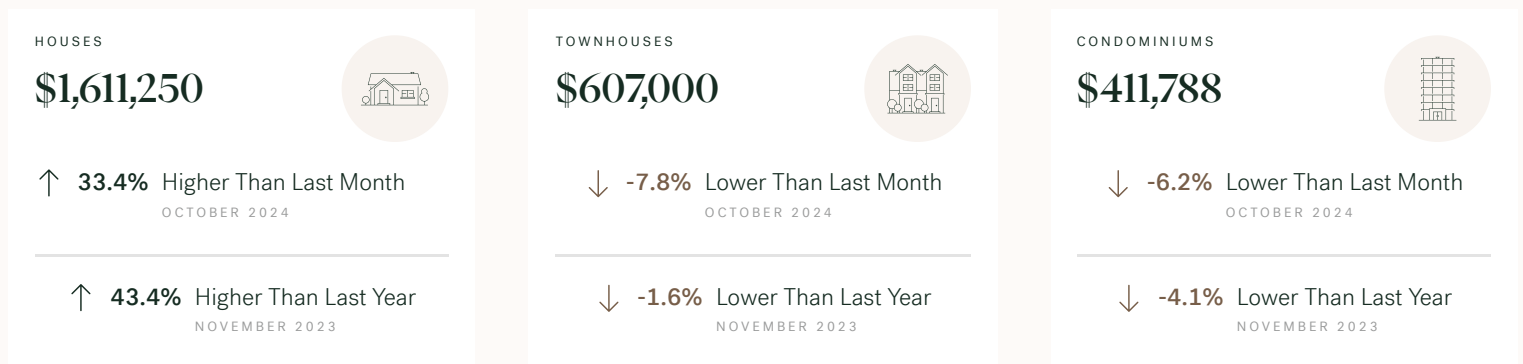 HOUSES
$1,611,250
33.4% Higher Than Last Month
OCTOBER 2024
43.4% Higher Than Last Year
NOVEMBER 2023
TOWNHOUSES
$607,000
-7.8% Lower Than Last Month
OCTOBER 2024
-1.6% Lower Than Last Year
NOVEMBER 2023
CONDOMINIUMS
$411,788
-6.2% Lower Than Last Month
OCTOBER 2024
-4.1% Lower Than Last Year
NOVEMBER 2023